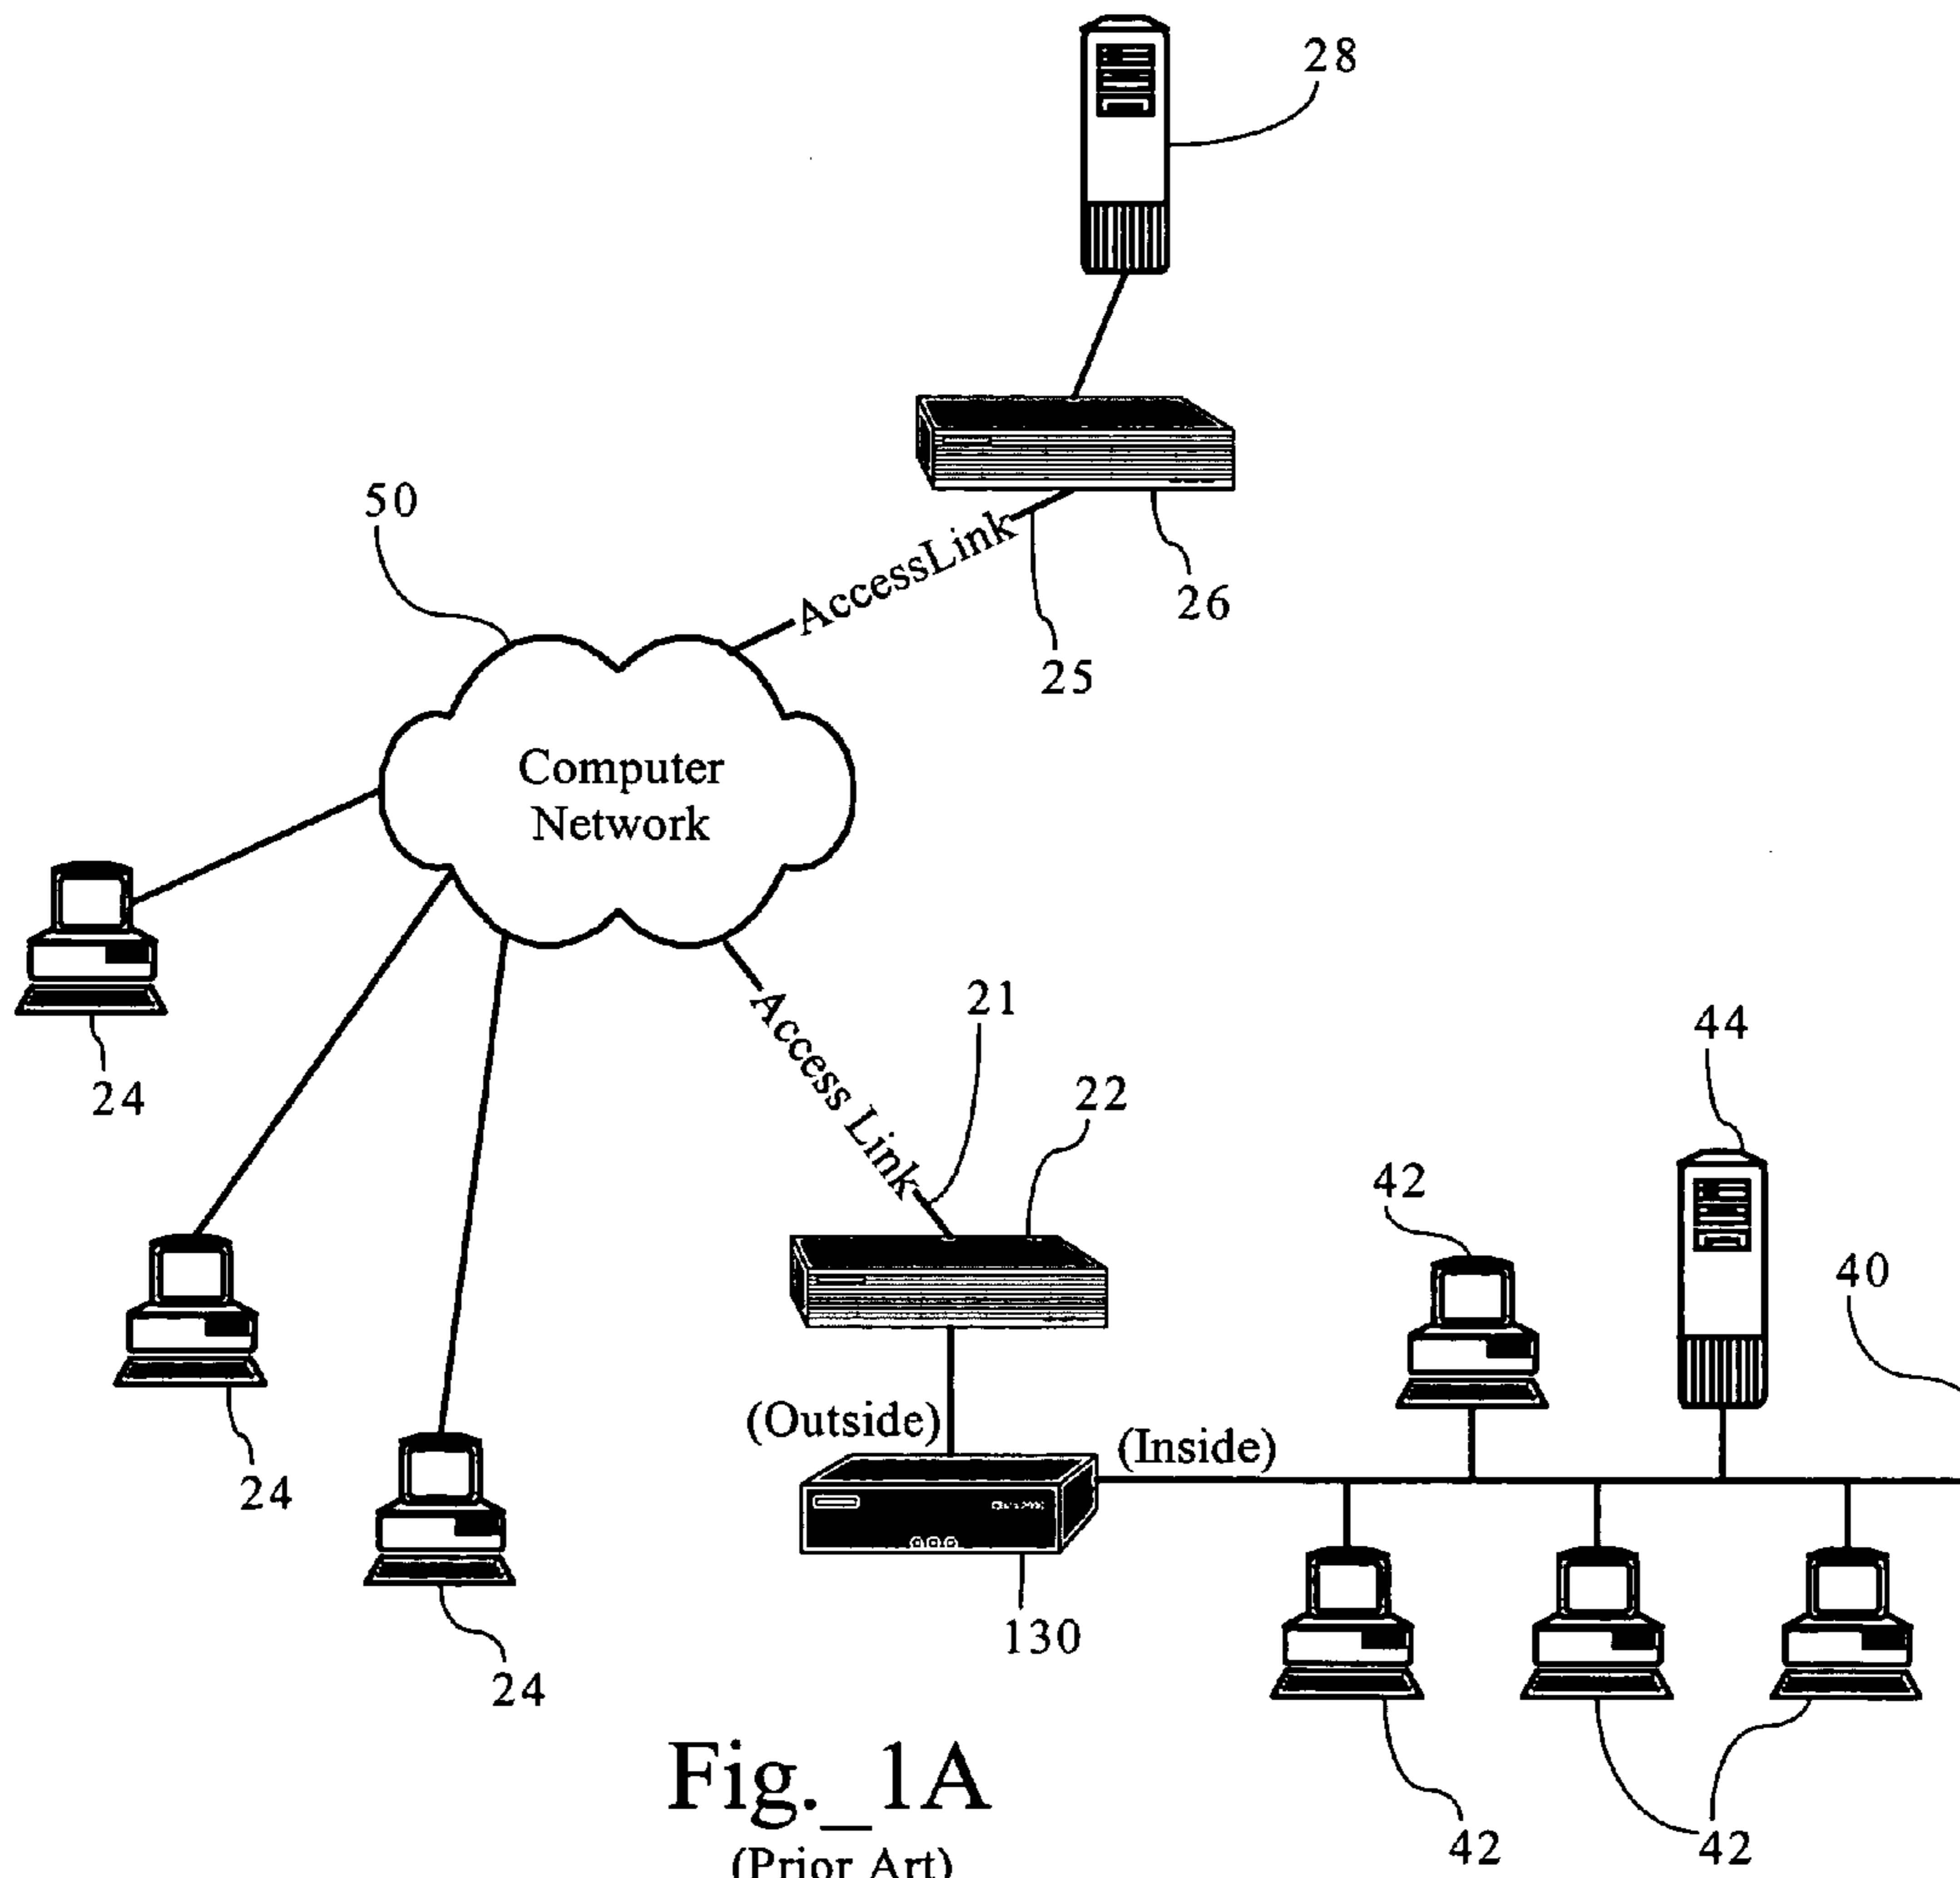 28
50
AccessLink
26
25
Computer
Network
21
44
22
24
Access Link
42
40
(Outside)
(Inside)
24
130
24
Fig._1A
42
42
(Prior Art)